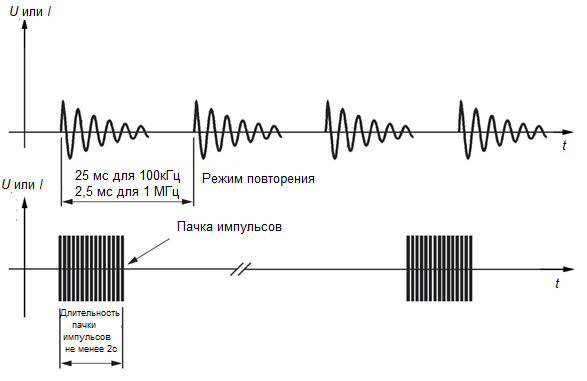 U или I
t
25 мс для 100кГц
2,5 мс для 1 МГц
Режим повторения
U или I
Пачка импульсов
t
Длительность
пачки
импульсов
не менее 2с